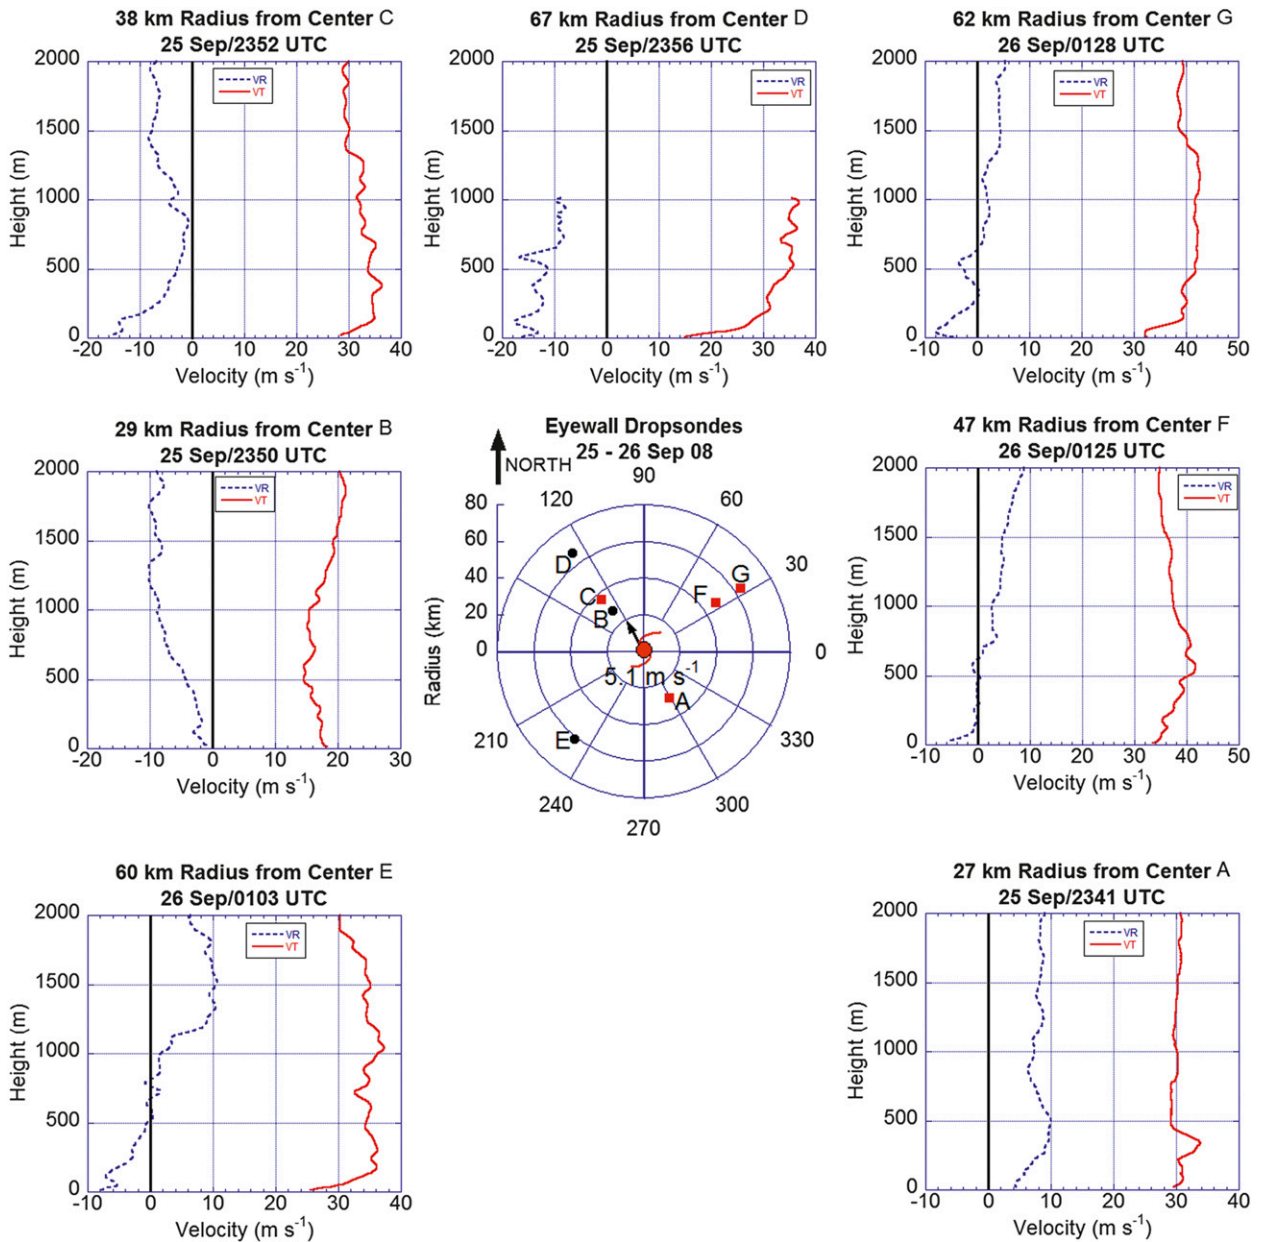 38 km Radius from Center C
25 Sep/2352 UTC
2000
1500
1000
500
0
Height (m)
VR
VT
-20 -10 0 10 20 30 40
Velocity (m s-1)
67 km Radius from Center D
25 Sep/2356 UTC
2000
1500
1000
500
0
Height (m)
VR
VT
-20 -10 0 10 20 30 40
Velocity (m s-1)
62 km Radius from Center G
26 Sep/0128 UTC
2000
1500
1000
500
0
Height (m)
VR
VT
-10 0 10 20 30 40 50
Velocity (m s-1)
29 km Radius from Center B
25 Sep/2350 UTC
2000
1500
1000
500
0
Height (m)
VR
VT
-20 -10 0 10 20 30
Velocity (m s-1)
Eyewall Dropsondes
25 - 26 Sep 08
NORTH
90
120
60
30
0
330
300
270
240
210
80
60
40
20
0
Radius (km)
D
C
B
G
F
A
E
5.1 m s-1
47 km Radius from Center F
26 Sep/0125 UTC
2000
1500
1000
500
0
Height (m)
VR
VT
-10 0 10 20 30 40 50
Velocity (m s-1)
60 km Radius from Center E
26 Sep/0103 UTC
2000
1500
1000
500
0
Height (m)
VR
VT
-10 0 10 20 30 40
Velocity (m s-1)
27 km Radius from Center A
25 Sep/2341 UTC
2000
1500
1000
500
0
Height (m)
VR
VT
-10 0 10 20 30 40
Velocity (m s-1)